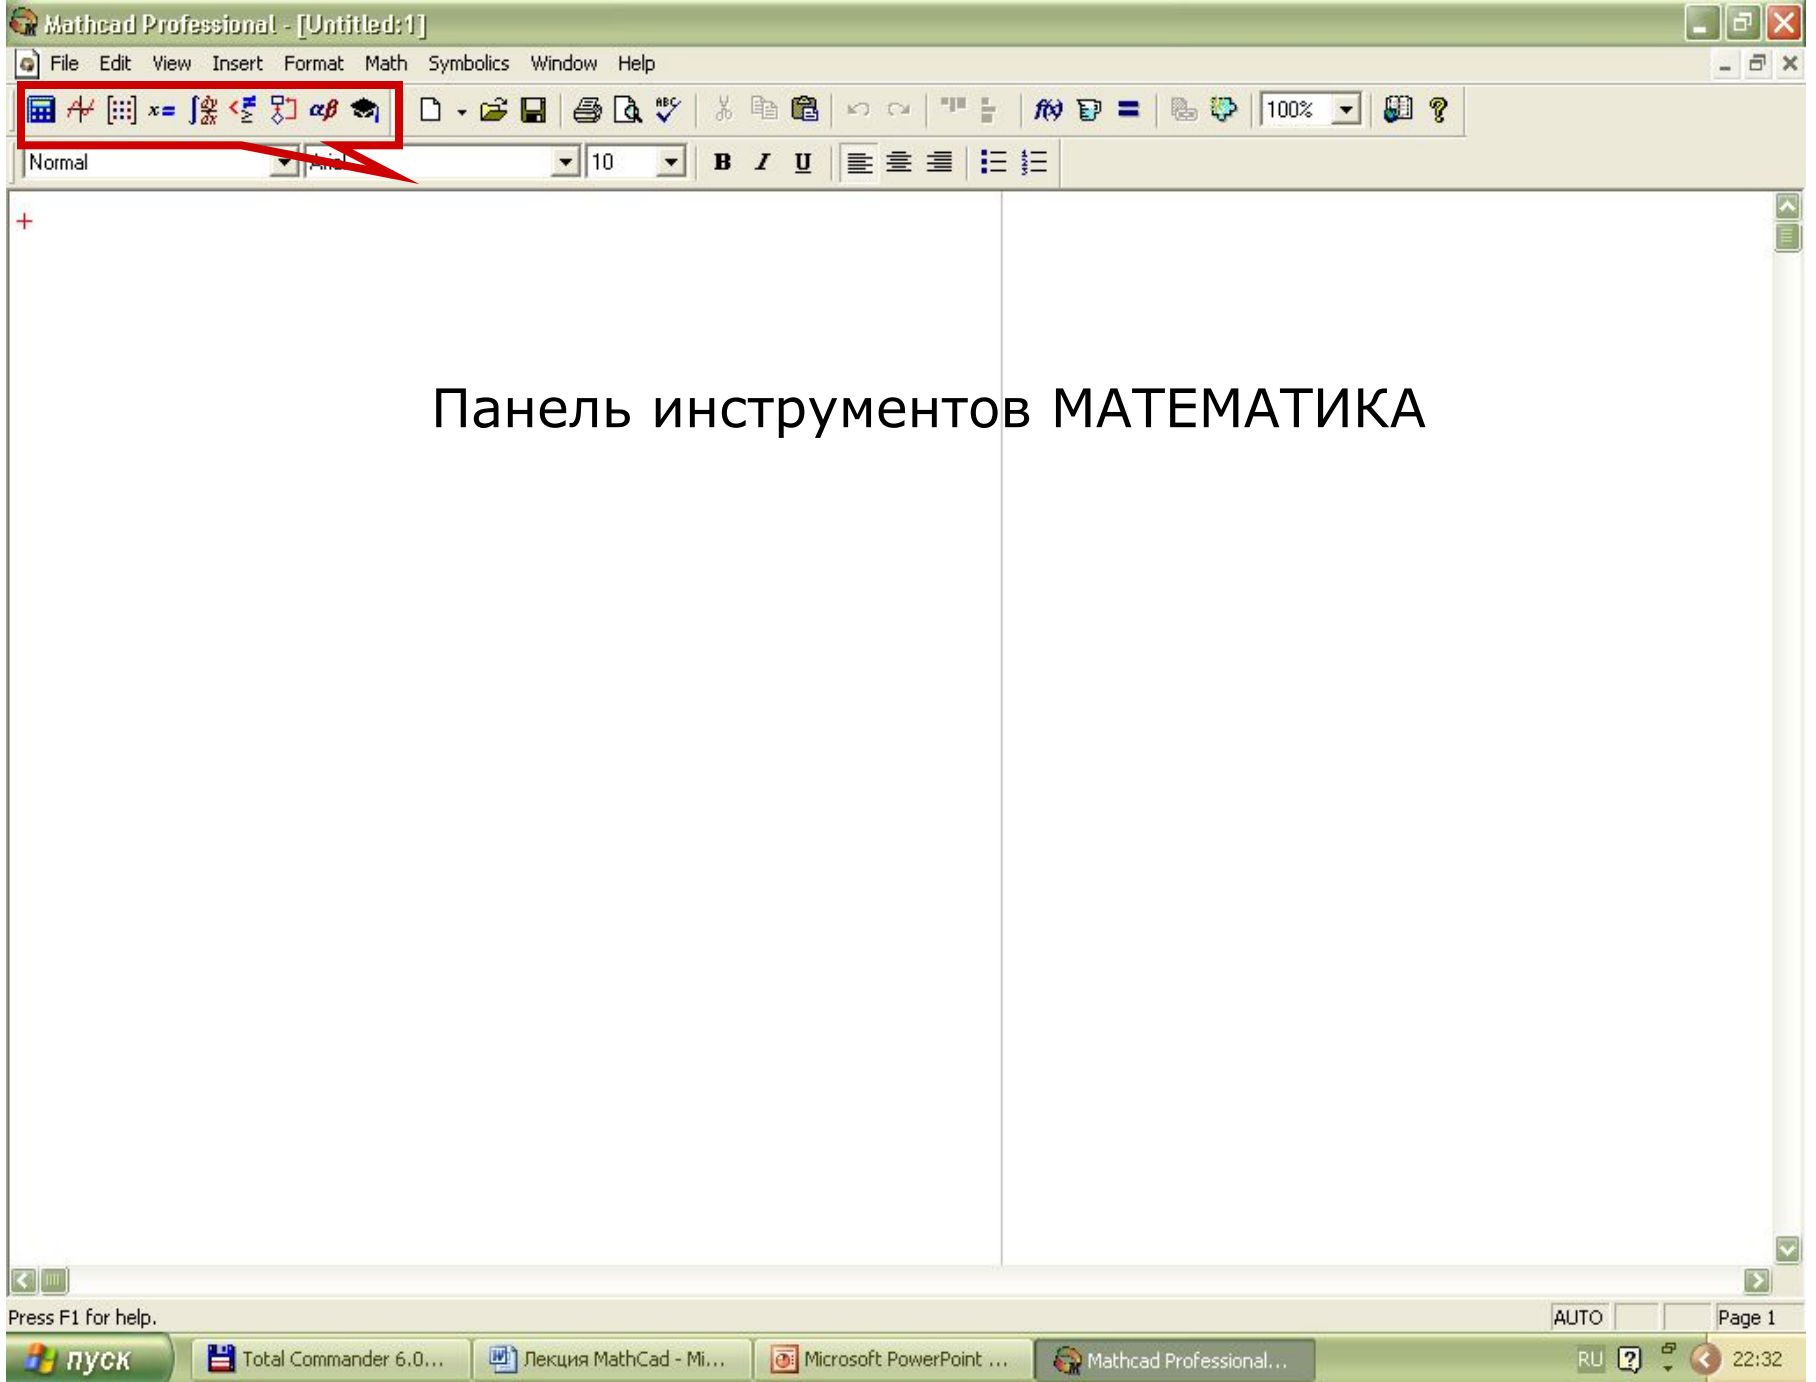 Mathcad Professional - [Untitled:1]
File Edit View Insert Format Math Symbolics Window Help
x= αβ ABC f(x) 100%
Normal 10 B I U
Панель инструментов МАТЕМАТИКА
Press F1 for help. AUTO Page 1
пуск Total Commander 6.0... Лекция MathCad - Mi... Microsoft PowerPoint ... Mathcad Professional... RU 22:32